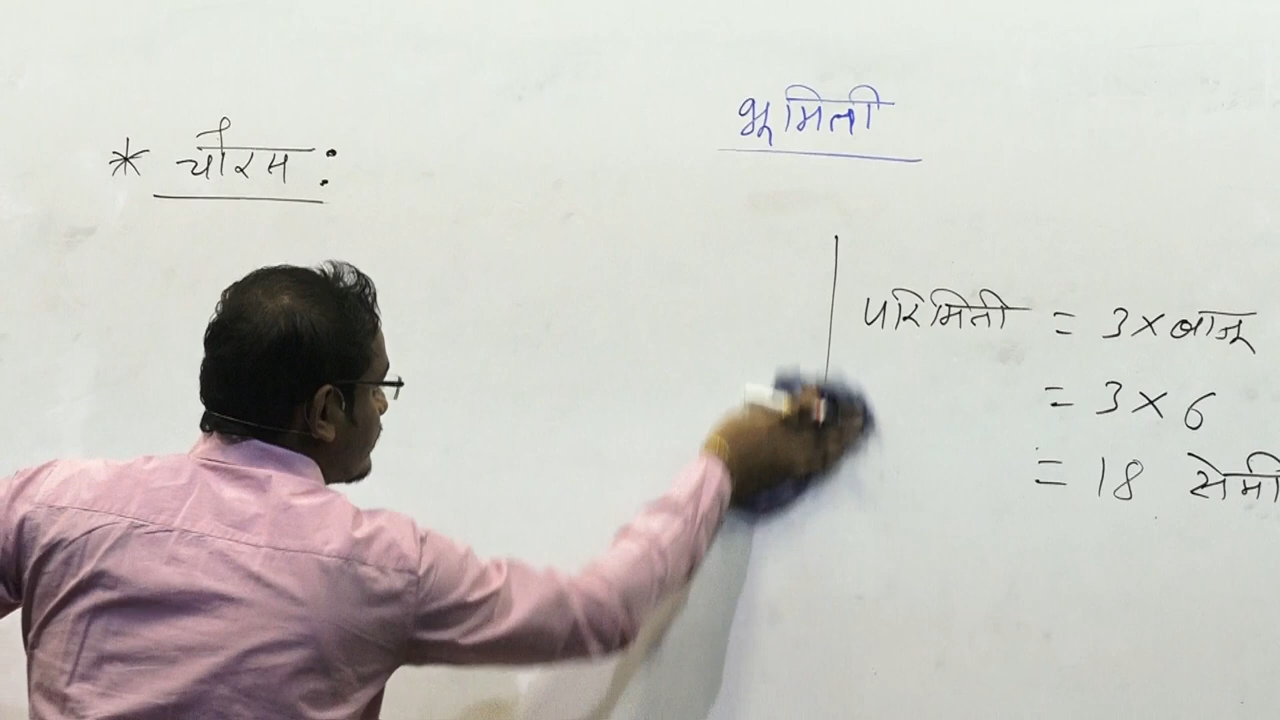 भूमिती
* चौरस :
परिमिती = 3 × बाजू
= 3 × 6
= 18 सेमी